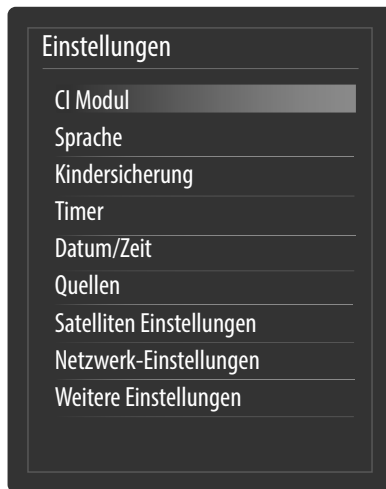 Einstellungen
CI Modul
Sprache
Kindersicherung
Timer
Datum/Zeit
Quellen
Satelliten Einstellungen
Netzwerk-Einstellungen
Weitere Einstellungen